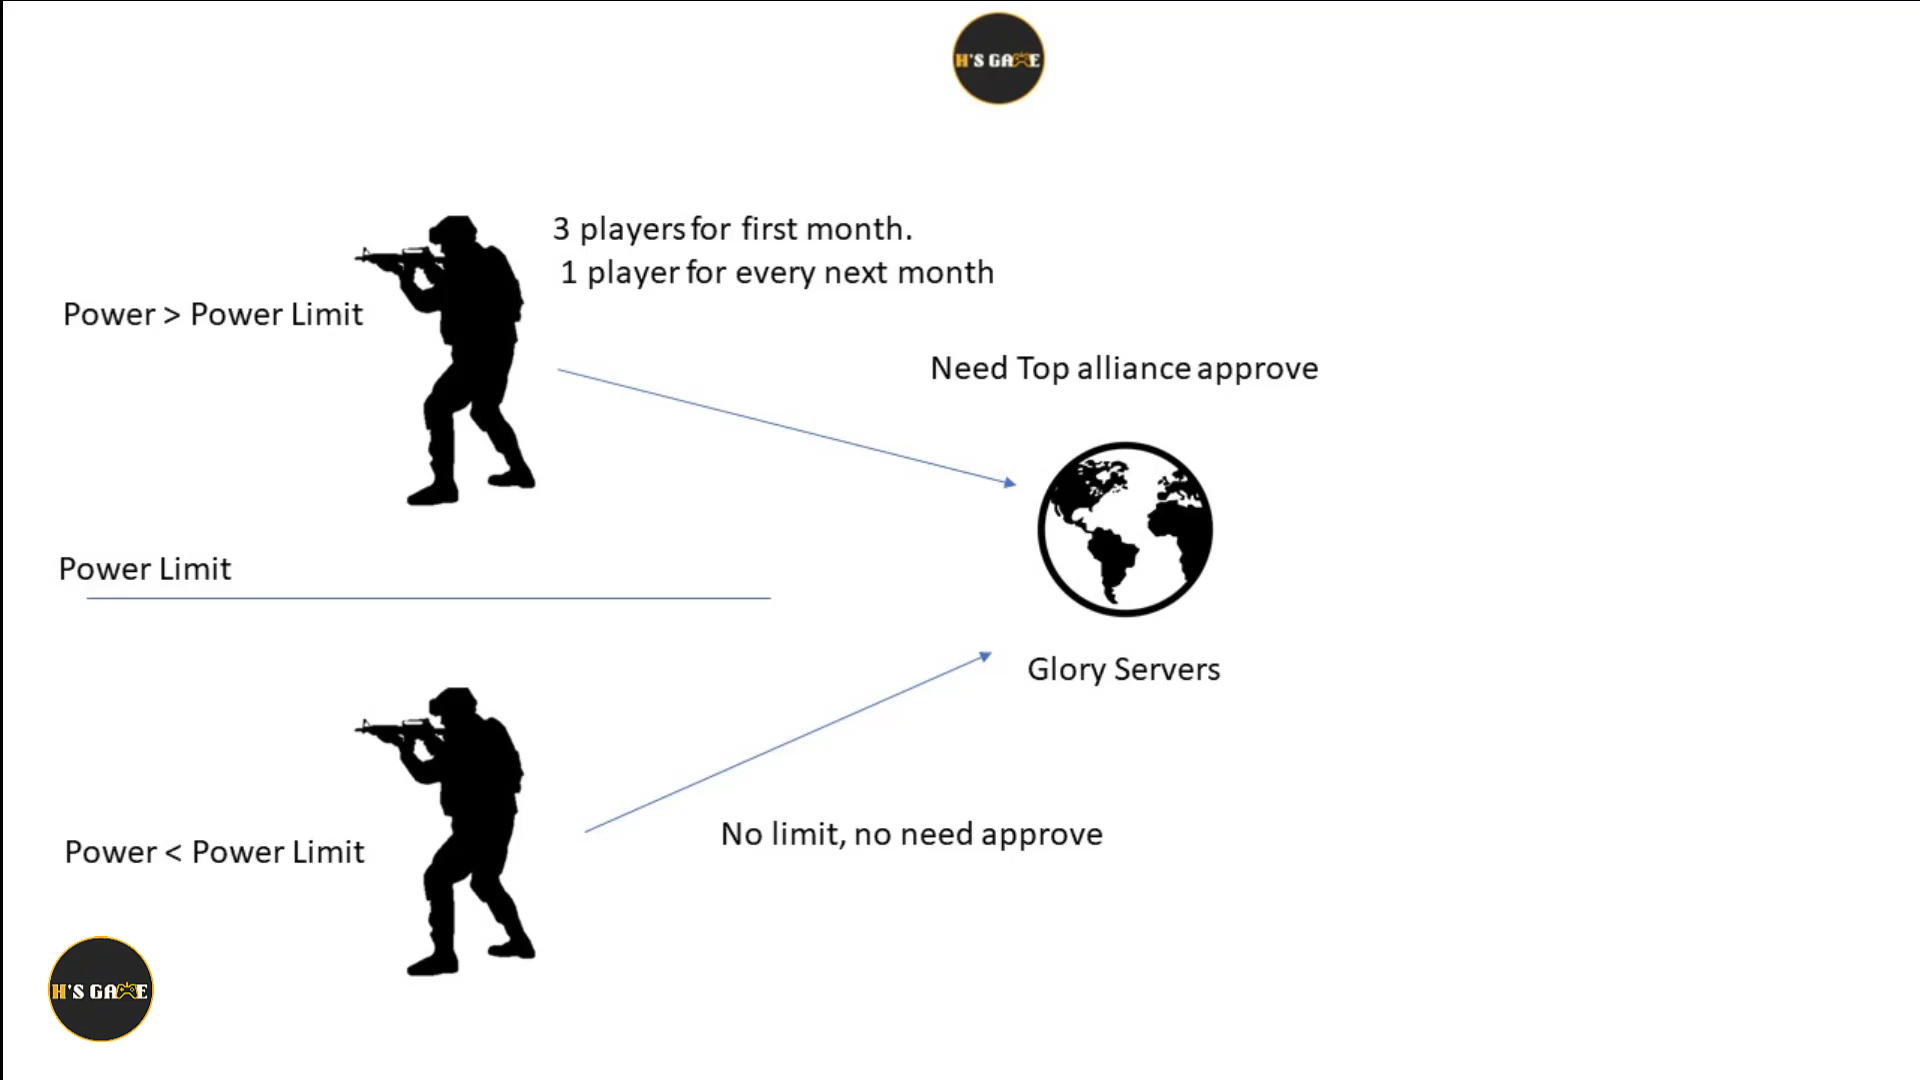 H'S GAME
3 players for first month.
1 player for every next month
Power > Power Limit
Need Top alliance approve
Power Limit
Glory Servers
No limit, no need approve
Power < Power Limit
H'S GAME